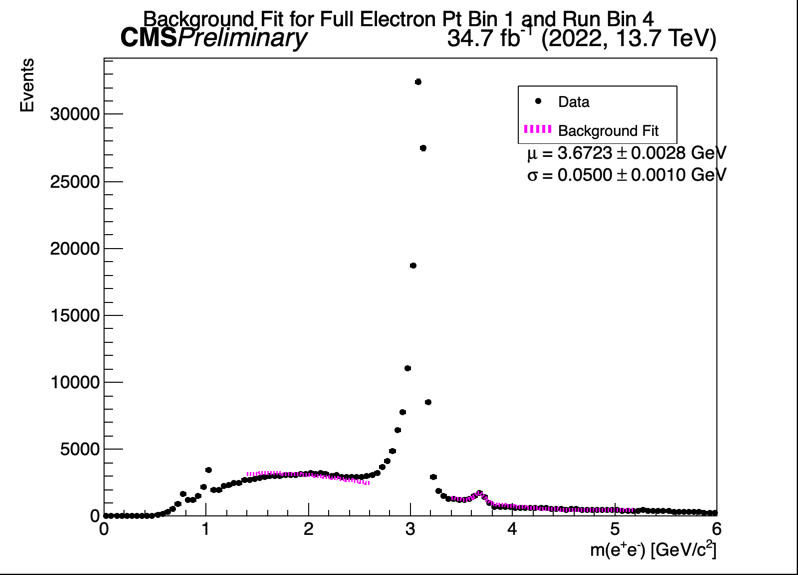 Background Fit for Full Electron Pt Bin 1 and Run Bin 4
CMS Preliminary 34.7 fb⁻¹ (2022, 13.7 TeV)
Events
30000
25000
20000
15000
10000
5000
0
Data
Background Fit
μ = 3.6723 ± 0.0028 GeV
σ = 0.0500 ± 0.0010 GeV
0 1 2 3 4 5 6
m(e⁺e⁻) [GeV/c²]